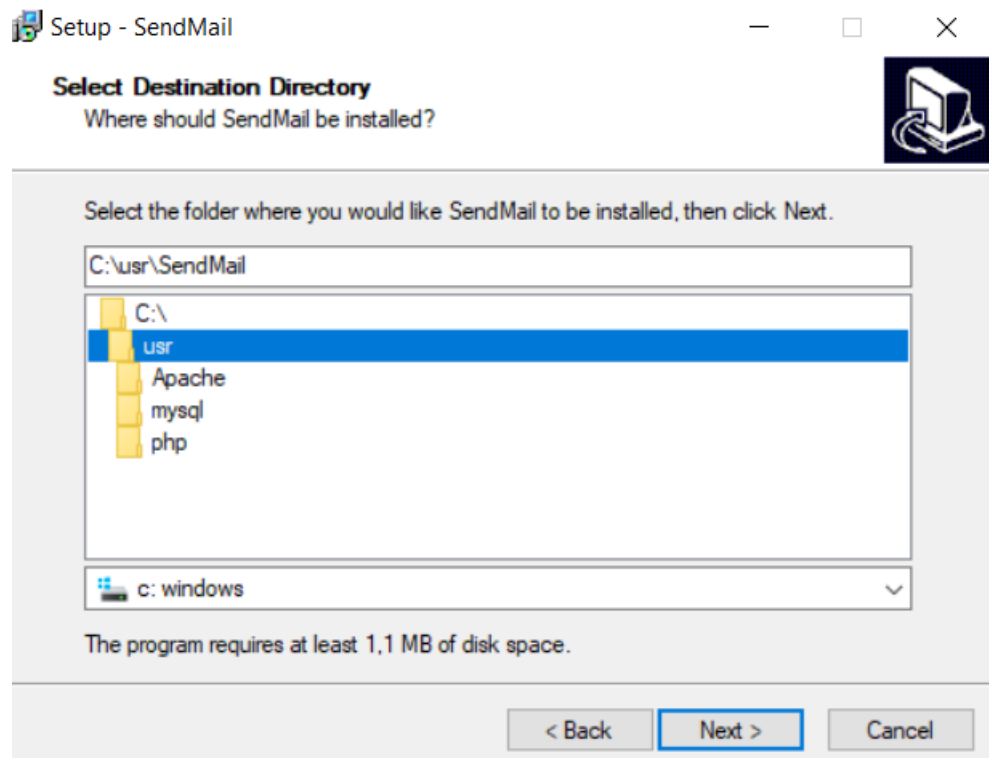 Setup - SendMail
Select Destination Directory
Where should SendMail be installed?
Select the folder where you would like SendMail to be installed, then click Next.
C:\usr\SendMail
C:\
usr
Apache
mysql
php
c: windows
The program requires at least 1,1 MB of disk space.
< Back
Next >
Cancel